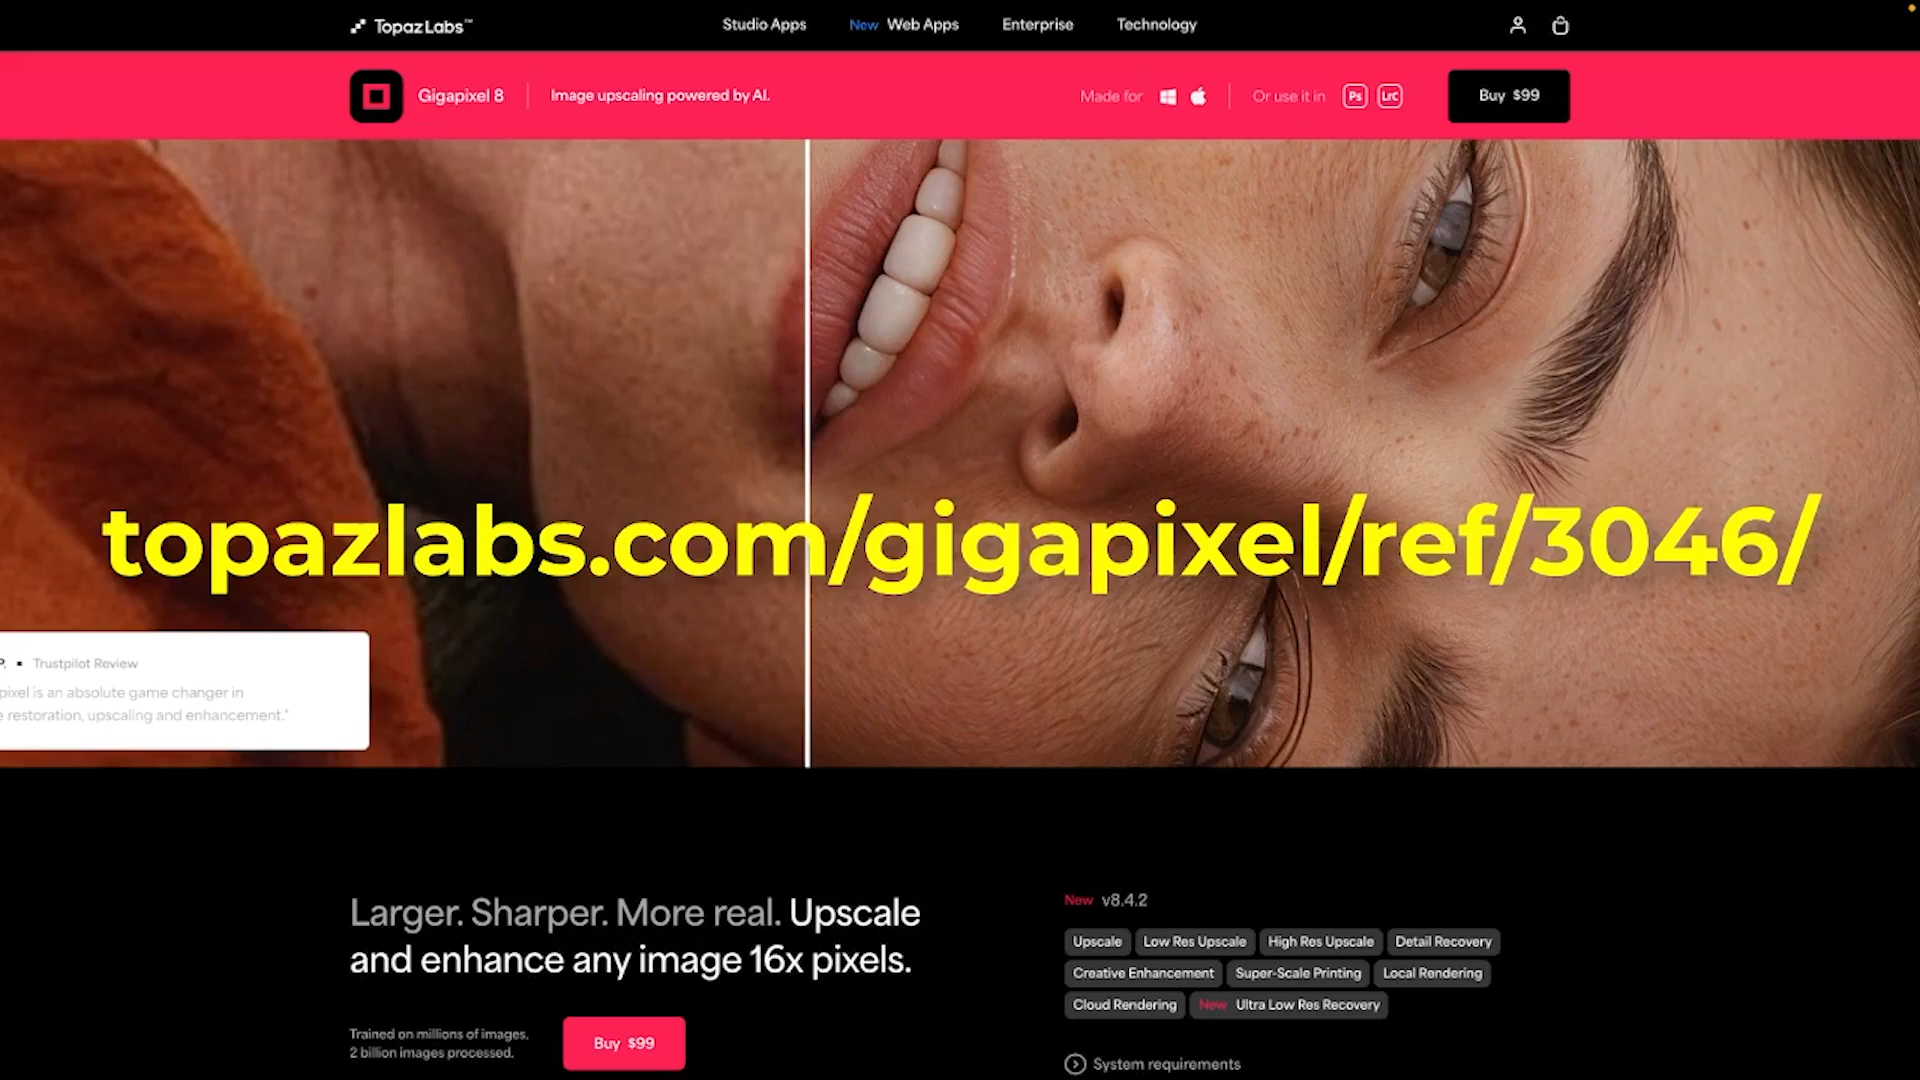 TopazLabs™
Studio Apps
New Web Apps
Enterprise
Technology
Gigapixel 8
Image upscaling powered by AI.
Made for
Or use it in
Ps
LrC
Buy $99
topazlabs.com/gigapixel/ref/3046/
P. ▪ Trustpilot Review
pixel is an absolute game changer in
e restoration, upscaling and enhancement."
Larger. Sharper. More real. Upscale
and enhance any image 16x pixels.
Trained on millions of images,
2 billion images processed.
Buy $99
New v8.4.2
Upscale
Low Res Upscale
High Res Upscale
Detail Recovery
Creative Enhancement
Super-Scale Printing
Local Rendering
Cloud Rendering
New Ultra Low Res Recovery
System requirements